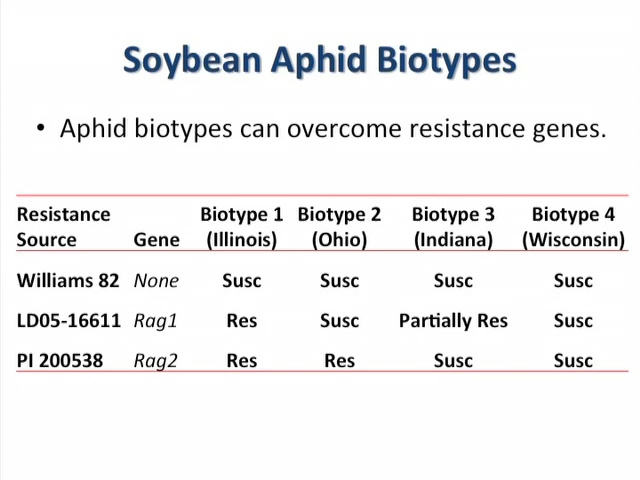 Soybean Aphid Biotypes
• Aphid biotypes can overcome resistance genes.
Resistance Source Gene Biotype 1 (Illinois) Biotype 2 (Ohio) Biotype 3 (Indiana) Biotype 4 (Wisconsin)
Williams 82 None Susc Susc Susc Susc
LD05-16611 Rag1 Res Susc Partially Res Susc
PI 200538 Rag2 Res Res Susc Susc